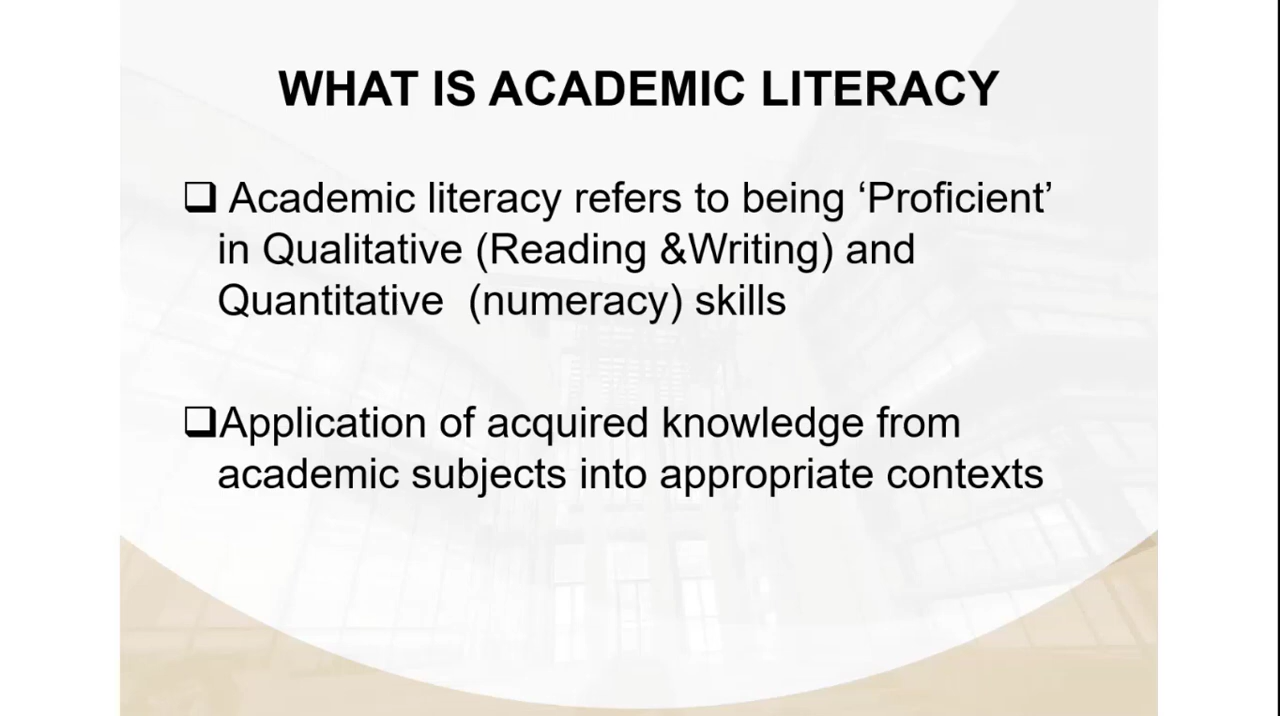 WHAT IS ACADEMIC LITERACY
❑ Academic literacy refers to being ‘Proficient’
in Qualitative (Reading &Writing) and
Quantitative  (numeracy) skills
❑Application of acquired knowledge from
academic subjects into appropriate contexts